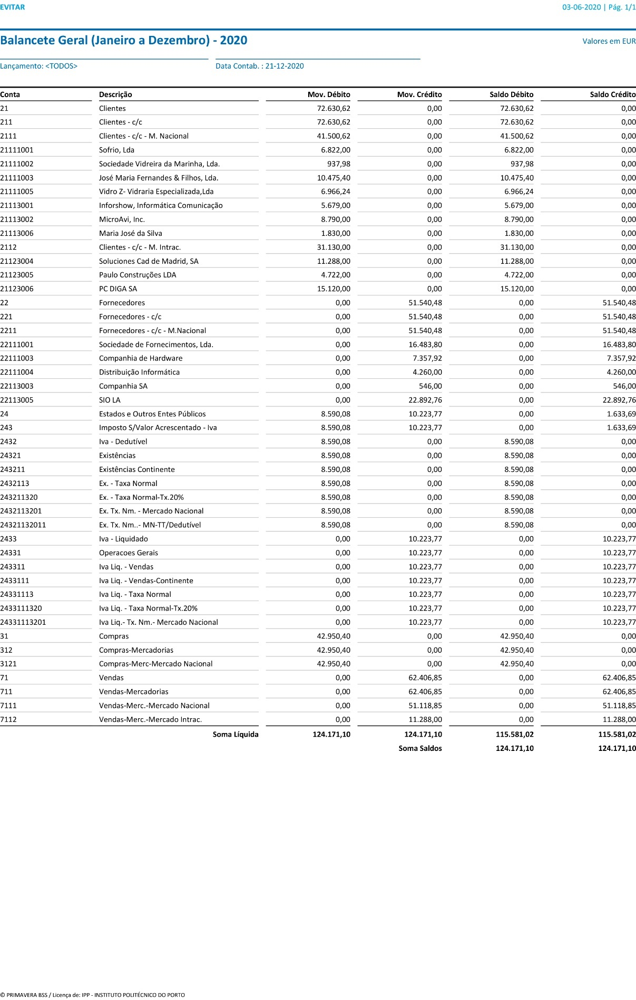 EVITAR 03-06-2020 | Pág. 1/1
Balancete Geral (Janeiro a Dezembro) - 2020 Valores em EUR
Lançamento: <TODOS> Data Contab. : 21-12-2020
Conta Descrição Mov. Débito Mov. Crédito Saldo Débito Saldo Crédito
21 Clientes 72.630,62 0,00 72.630,62 0,00
211 Clientes - c/c 72.630,62 0,00 72.630,62 0,00
2111 Clientes - c/c - M. Nacional 41.500,62 0,00 41.500,62 0,00
21111001 Sofrio, Lda 6.822,00 0,00 6.822,00 0,00
21111002 Sociedade Vidreira da Marinha, Lda. 937,98 0,00 937,98 0,00
21111003 José Maria Fernandes & Filhos, Lda. 10.475,40 0,00 10.475,40 0,00
21111005 Vidro Z- Vidraria Especializada,Lda 6.966,24 0,00 6.966,24 0,00
21113001 Inforshow, Informática Comunicação 5.679,00 0,00 5.679,00 0,00
21113002 MicroAvi, Inc. 8.790,00 0,00 8.790,00 0,00
21113006 Maria José da Silva 1.830,00 0,00 1.830,00 0,00
2112 Clientes - c/c - M. Intrac. 31.130,00 0,00 31.130,00 0,00
21123004 Soluciones Cad de Madrid, SA 11.288,00 0,00 11.288,00 0,00
21123005 Paulo Construções LDA 4.722,00 0,00 4.722,00 0,00
21123006 PC DIGA SA 15.120,00 0,00 15.120,00 0,00
22 Fornecedores 0,00 51.540,48 0,00 51.540,48
221 Fornecedores - c/c 0,00 51.540,48 0,00 51.540,48
2211 Fornecedores - c/c - M.Nacional 0,00 51.540,48 0,00 51.540,48
22111001 Sociedade de Fornecimentos, Lda. 0,00 16.483,80 0,00 16.483,80
22111003 Companhia de Hardware 0,00 7.357,92 0,00 7.357,92
22111004 Distribuição Informática 0,00 4.260,00 0,00 4.260,00
22113003 Companhia SA 0,00 546,00 0,00 546,00
22113005 SIO LA 0,00 22.892,76 0,00 22.892,76
24 Estados e Outros Entes Públicos 8.590,08 10.223,77 0,00 1.633,69
243 Imposto S/Valor Acrescentado - Iva 8.590,08 10.223,77 0,00 1.633,69
2432 Iva - Dedutível 8.590,08 0,00 8.590,08 0,00
24321 Existências 8.590,08 0,00 8.590,08 0,00
243211 Existências Continente 8.590,08 0,00 8.590,08 0,00
2432113 Ex. - Taxa Normal 8.590,08 0,00 8.590,08 0,00
243211320 Ex. - Taxa Normal-Tx.20% 8.590,08 0,00 8.590,08 0,00
2432113201 Ex. Tx. Nm. - Mercado Nacional 8.590,08 0,00 8.590,08 0,00
24321132011 Ex. Tx. Nm..- MN-TT/Dedutível 8.590,08 0,00 8.590,08 0,00
2433 Iva - Liquidado 0,00 10.223,77 0,00 10.223,77
24331 Operacoes Gerais 0,00 10.223,77 0,00 10.223,77
243311 Iva Liq. - Vendas 0,00 10.223,77 0,00 10.223,77
2433111 Iva Liq. - Vendas-Continente 0,00 10.223,77 0,00 10.223,77
24331113 Iva Liq. - Taxa Normal 0,00 10.223,77 0,00 10.223,77
2433111320 Iva Liq. - Taxa Normal-Tx.20% 0,00 10.223,77 0,00 10.223,77
24331113201 Iva Liq.- Tx. Nm.- Mercado Nacional 0,00 10.223,77 0,00 10.223,77
31 Compras 42.950,40 0,00 42.950,40 0,00
312 Compras-Mercadorias 42.950,40 0,00 42.950,40 0,00
3121 Compras-Merc-Mercado Nacional 42.950,40 0,00 42.950,40 0,00
71 Vendas 0,00 62.406,85 0,00 62.406,85
711 Vendas-Mercadorias 0,00 62.406,85 0,00 62.406,85
7111 Vendas-Merc.-Mercado Nacional 0,00 51.118,85 0,00 51.118,85
7112 Vendas-Merc.-Mercado Intrac. 0,00 11.288,00 0,00 11.288,00
Soma Líquida 124.171,10 124.171,10 115.581,02 115.581,02
Soma Saldos 124.171,10 124.171,10
© PRIMAVERA BSS / Licença de: IPP - INSTITUTO POLITÉCNICO DO PORTO